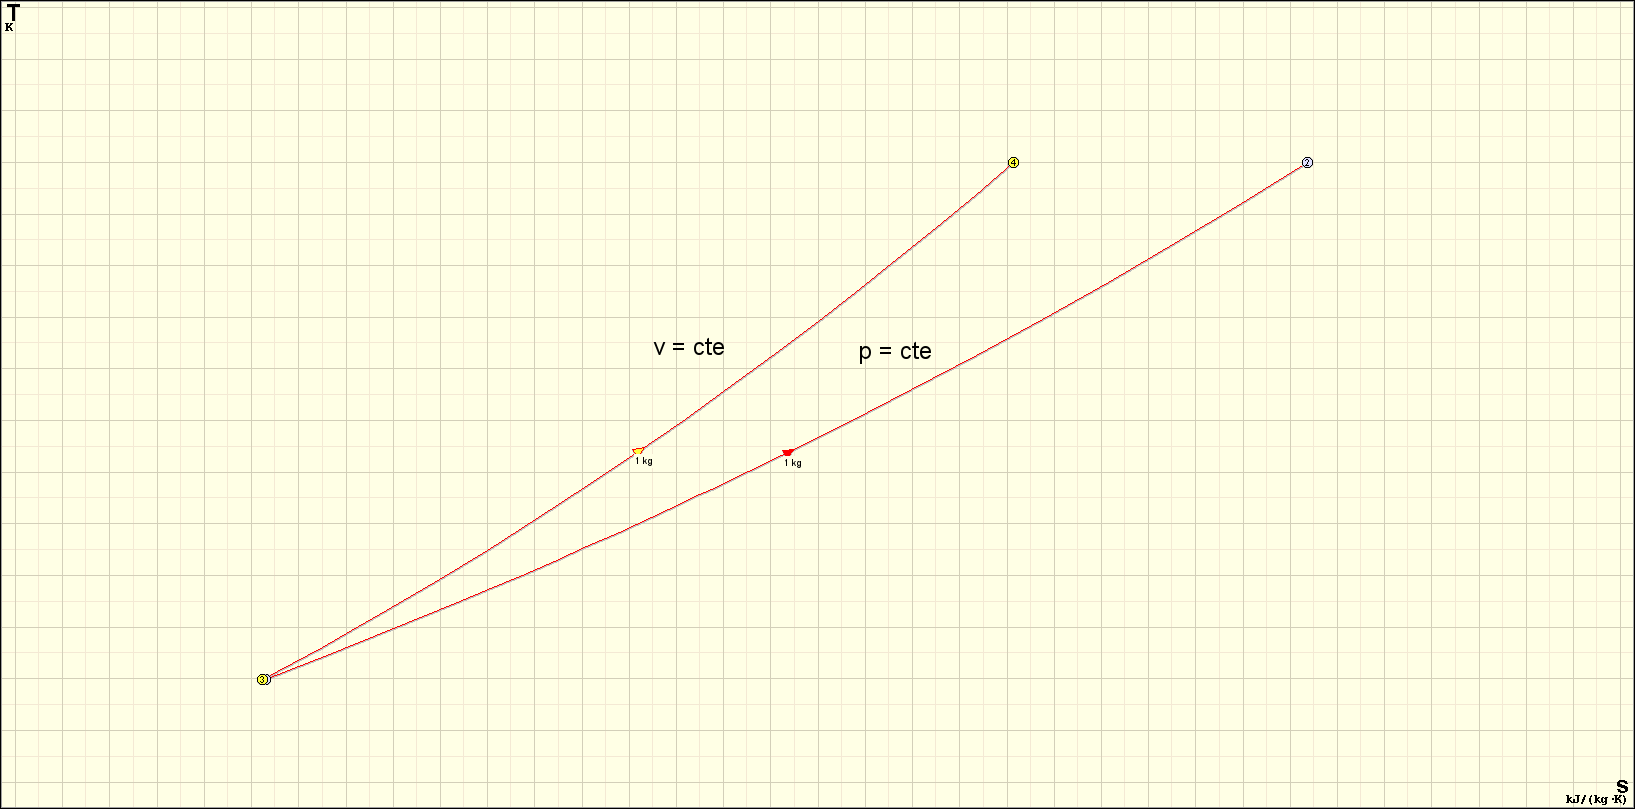 T
K
4
2
v = cte
p = cte
1 kg
1 kg
3
S
kJ/(kg·K)